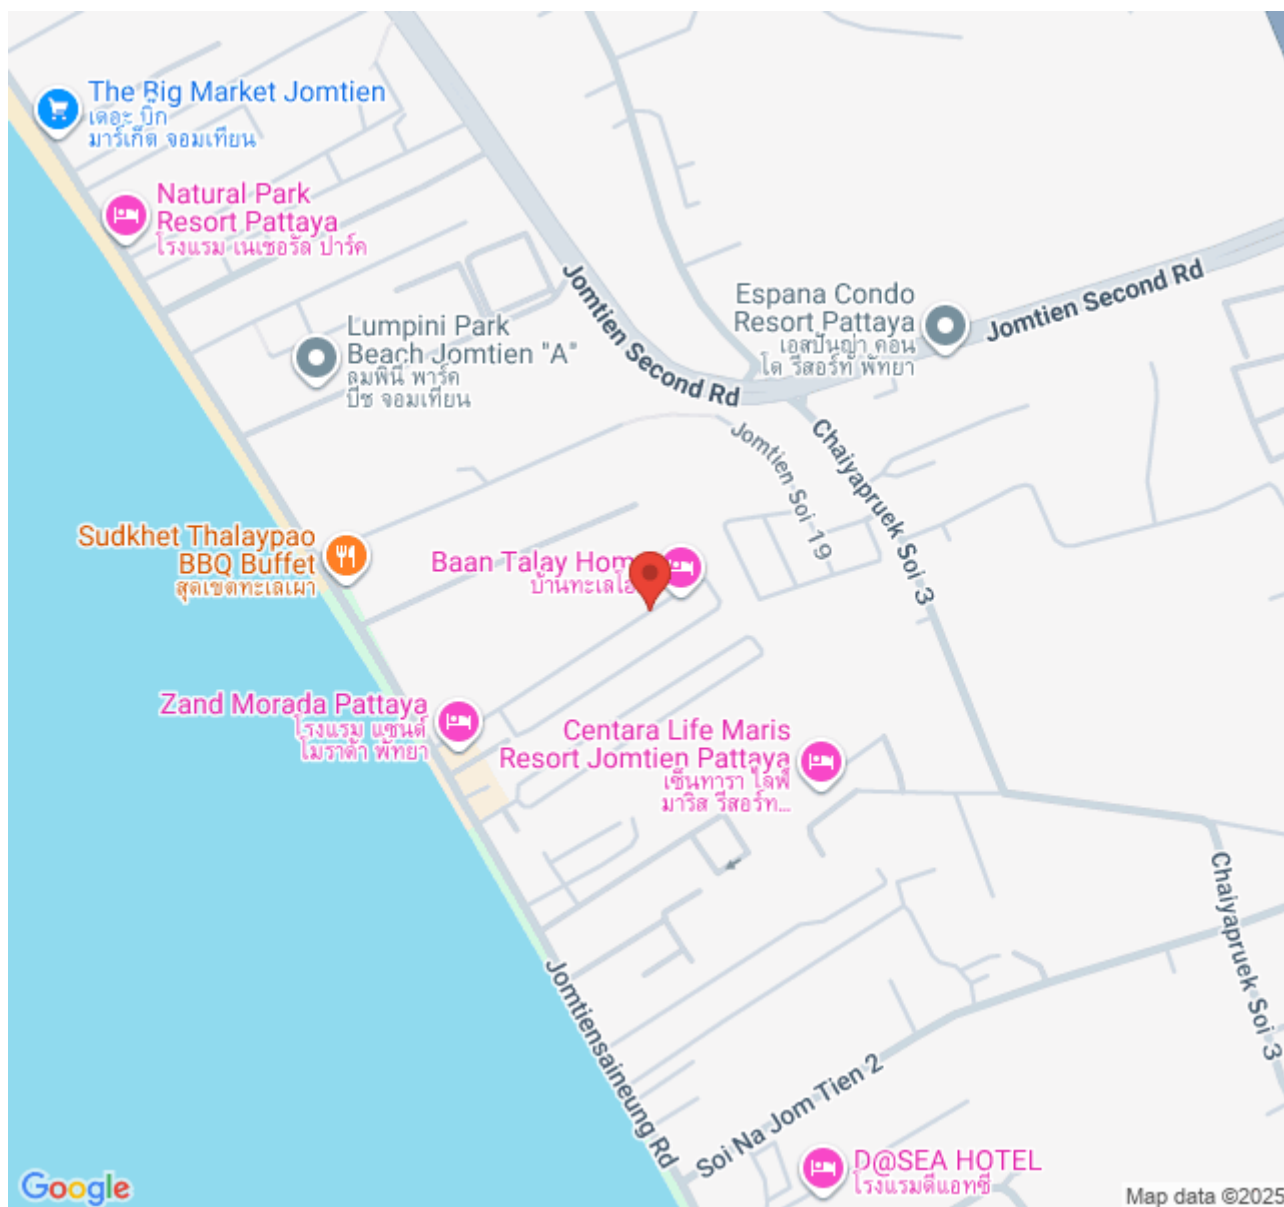 The Big Market Jomtien
เดอะ บิ๊ก
มาร์เก็ต จอมเทียน
Natural Park
Resort Pattaya
โรงแรม เนเชอรัล ปาร์ค
Jomtien Second Rd
Espana Condo
Resort Pattaya
เอสปันญ่า คอน
โด รีสอร์ท พัทยา
Jomtien Second Rd
Lumpini Park
Beach Jomtien "A"
ลุมพินี พาร์ค
บีช จอมเทียน
Jomtien Soi 19
Chaiyapruek Soi 3
Sudkhet Thalaypao
BBQ Buffet
สุดเขตทะเลเผา
Baan Talay Hom
บ้านทะเลโฮ
Zand Morada Pattaya
โรงแรม แซนด์
โมราด้า พัทยา
Centara Life Maris
Resort Jomtien Pattaya
เซ็นทารา ไลฟ์
มาริส รีสอร์ท...
Chaiyapruek Soi 3
Jomtiensaineung Rd
Soi Na Jom Tien 2
D@SEA HOTEL
โรงแรมดีแอทซี
Google
Map data ©2025